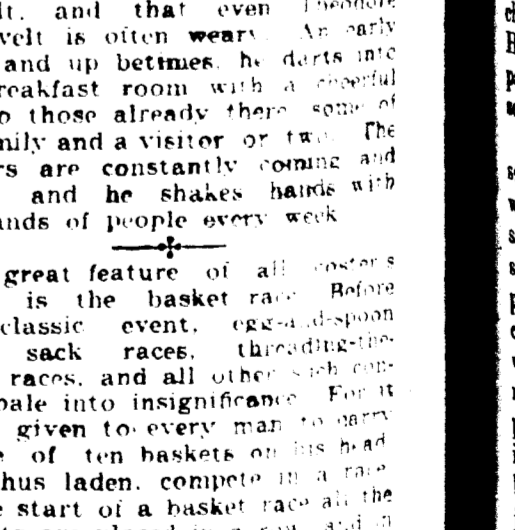 lt. and that even Theodore
velt is often weary. An early
and up betimes, he darts into
reakfast room with a cheerful
o those already there, some of
mily and a visitor or two. The
rs are constantly coming and
and he shakes hands with
ands of people every week
great feature of all coster's
is the basket race. Before
classic event, egg-and-spoon
sack races, threading-the-
races, and all other such con-
pale into insignificance. For it
given to every man to carry
e of ten baskets on his head.
hus laden, compete in a race.
e start of a basket race all the